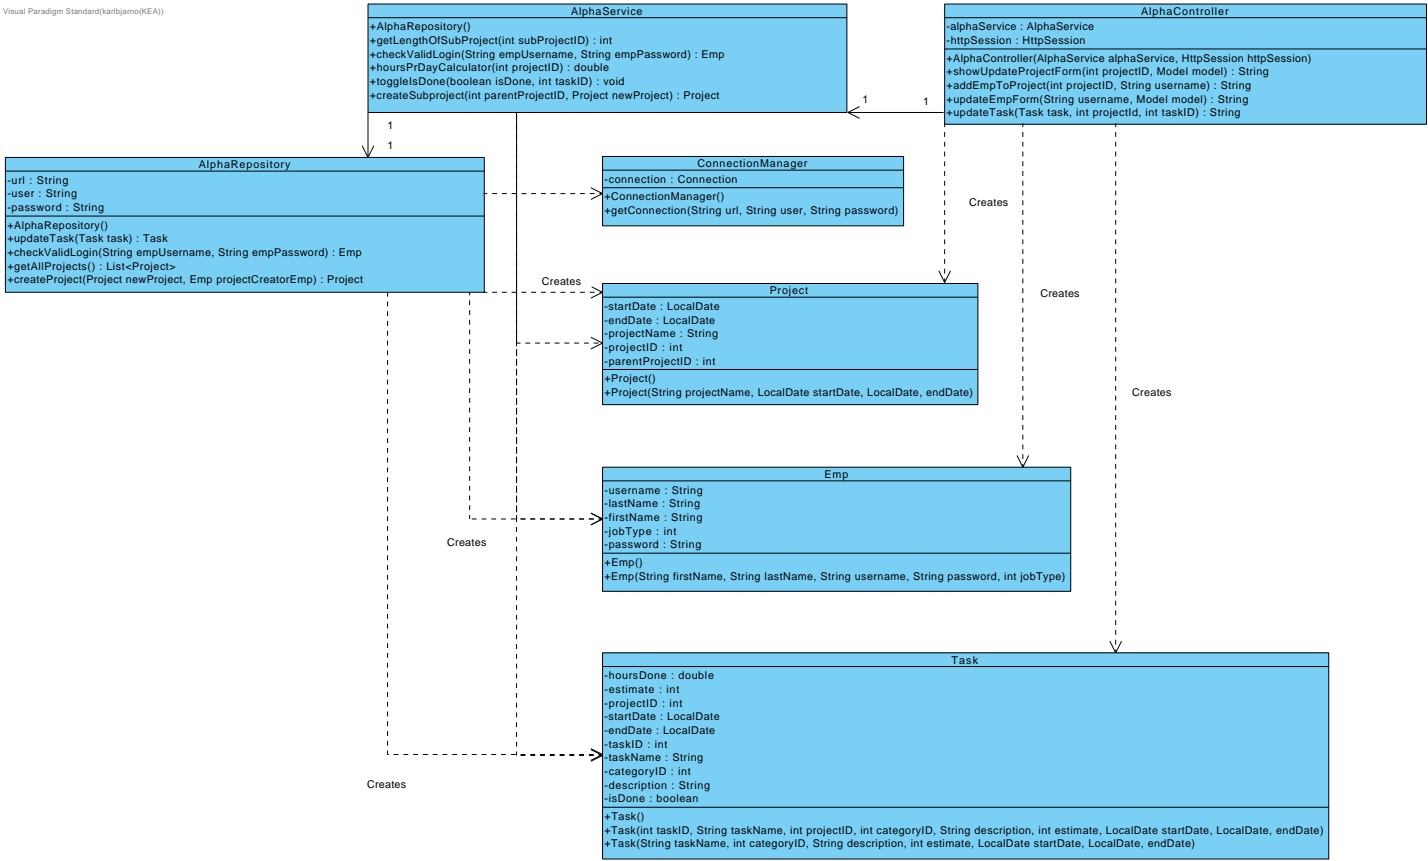 Visual Paradigm Standard(karlbjarno(KEA))
AlphaService
+AlphaRepository()
+getLengthOfSubProject(int subProjectID) : int
+checkValidLogin(String empUsername, String empPassword) : Emp
+hoursPrDayCalculator(int projectID) : double
+toggleIsDone(boolean isDone, int taskID) : void
+createSubproject(int parentProjectID, Project newProject) : Project
AlphaController
-alphaService : AlphaService
-httpSession : HttpSession
+AlphaController(AlphaService alphaService, HttpSession httpSession)
+showUpdateProjectForm(int projectID, Model model) : String
+addEmpToProject(int projectID, String username) : String
+updateEmpForm(String username, Model model) : String
+updateTask(Task task, int projectId, int taskID) : String
1
1
1
1
AlphaRepository
-url : String
-user : String
-password : String
+AlphaRepository()
+updateTask(Task task) : Task
+checkValidLogin(String empUsername, String empPassword) : Emp
+getAllProjects() : List<Project>
+createProject(Project newProject, Emp projectCreatorEmp) : Project
ConnectionManager
-connection : Connection
+ConnectionManager()
+getConnection(String url, String user, String password)
Creates
Creates
Creates
Project
-startDate : LocalDate
-endDate : LocalDate
-projectName : String
-projectID : int
-parentProjectID : int
+Project()
+Project(String projectName, LocalDate startDate, LocalDate, endDate)
Creates
Emp
-username : String
-lastName : String
-firstName : String
-jobType : int
-password : String
+Emp()
+Emp(String firstName, String lastName, String username, String password, int jobType)
Creates
Task
-hoursDone : double
-estimate : int
-projectID : int
-startDate : LocalDate
-endDate : LocalDate
-taskID : int
-taskName : String
-categoryID : int
-description : String
-isDone : boolean
+Task()
+Task(int taskID, String taskName, int projectID, int categoryID, String description, int estimate, LocalDate startDate, LocalDate, endDate)
+Task(String taskName, int categoryID, String description, int estimate, LocalDate startDate, LocalDate, endDate)
Creates